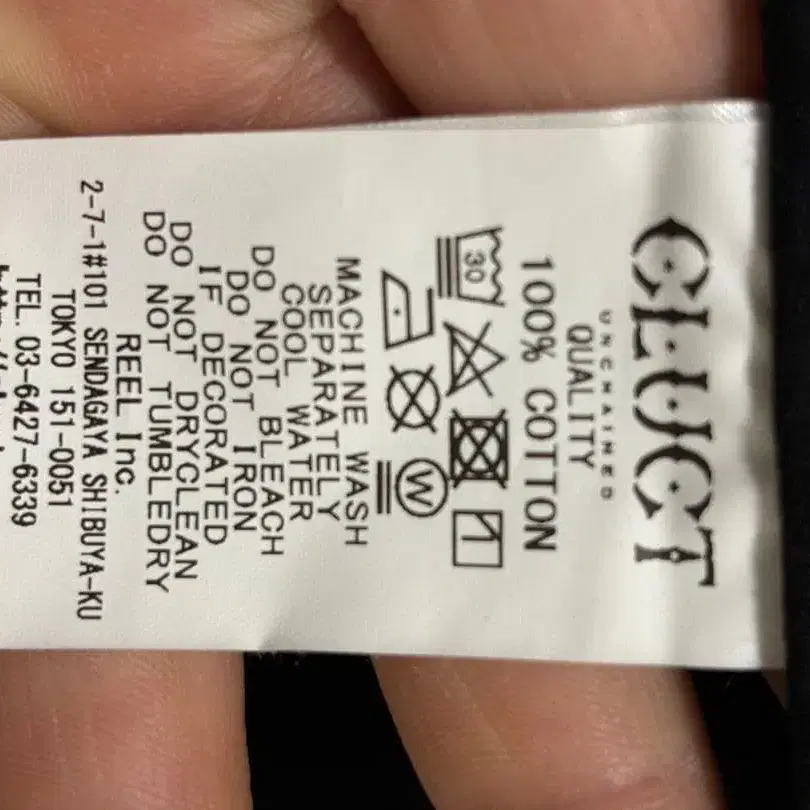 CLUCT
UNCHAINED
QUALITY
100% COTTON
30
W
MACHINE WASH
SEPARATELY
COOL WATER
DO NOT BLEACH
DO NOT IRON
IF DECORATED
DO NOT DRYCLEAN
DO NOT TUMBLEDRY
REEL Inc.
2-7-1#101 SENDAGAYA SHIBUYA-KU
TOKYO 151-0051
TEL. 03-6427-6339